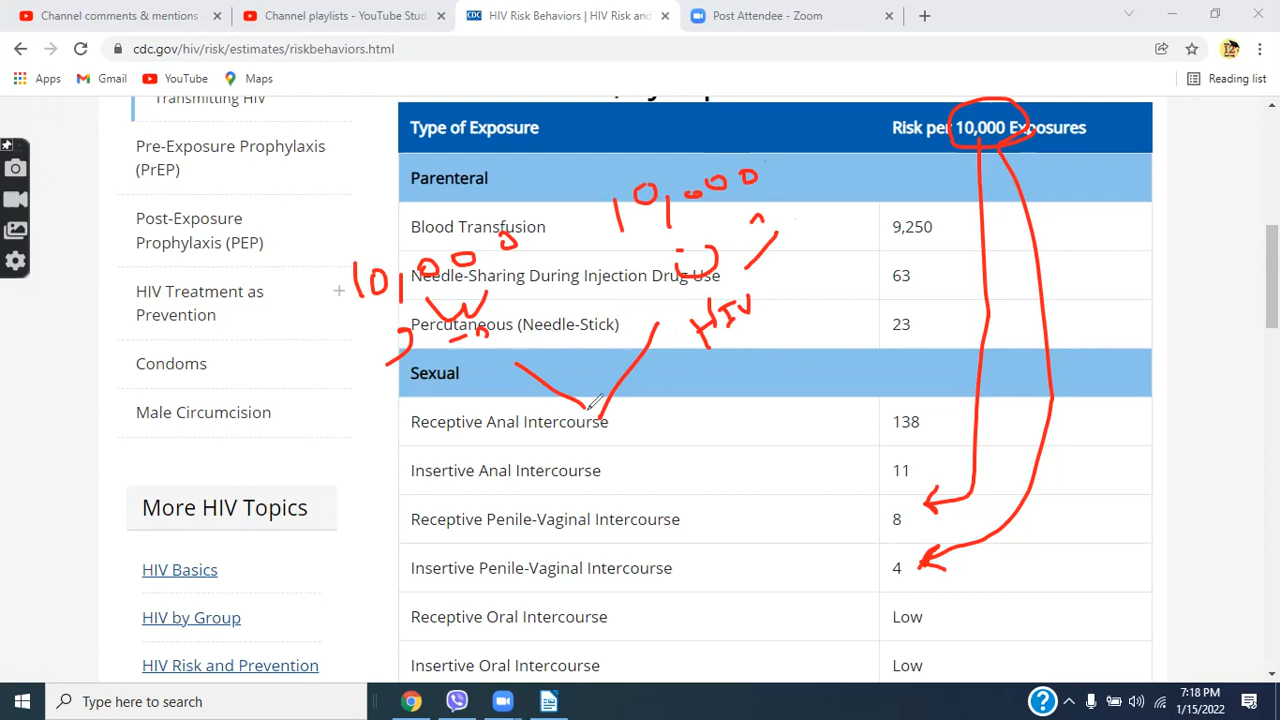 Channel comments & mentions -
Channel playlists - YouTube Stud
CDC
HIV Risk Behaviors | HIV Risk and
Post Attendee - Zoom
cdc.gov/hiv/risk/estimates/riskbehaviors.html
Apps
Gmail
YouTube
Maps
Reading list
Transmitting HIV
Pre-Exposure Prophylaxis
(PrEP)
Post-Exposure
Prophylaxis (PEP)
HIV Treatment as
Prevention
Condoms
Male Circumcision
More HIV Topics
HIV Basics
HIV by Group
HIV Risk and Prevention
Type of Exposure Risk per 10,000 Exposures
Parenteral
10,000
Blood Transfusion 9,250
10,000
Needle-Sharing During Injection Drug Use 63
HIV
Percutaneous (Needle-Stick) 23
Sexual
Receptive Anal Intercourse 138
Insertive Anal Intercourse 11
Receptive Penile-Vaginal Intercourse 8
Insertive Penile-Vaginal Intercourse 4
Receptive Oral Intercourse Low
Insertive Oral Intercourse Low
Type here to search
7:18 PM
1/15/2022